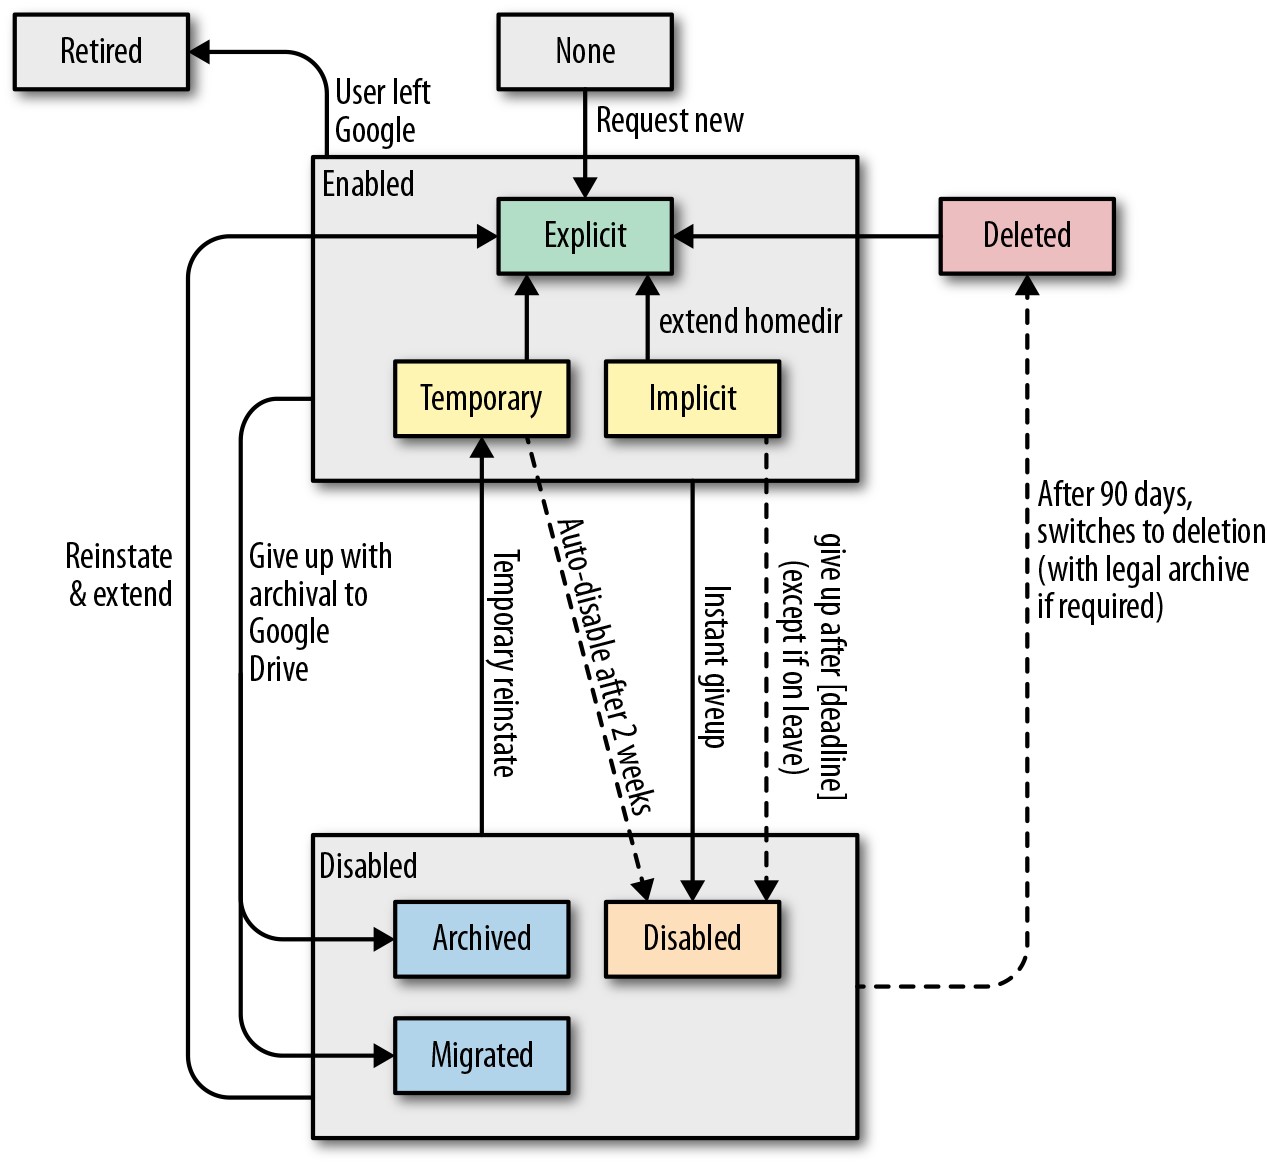 Retired
None
User left
Google
Request new
Enabled
Explicit
Deleted
extend homedir
Temporary
Implicit
Reinstate
& extend
Give up with
archival to
Google
Drive
Temporary reinstate
Auto-disable after 2 weeks
Instant giveup
give up after [deadline]
(except if on leave)
After 90 days,
switches to deletion
(with legal archive
if required)
Disabled
Archived
Disabled
Migrated